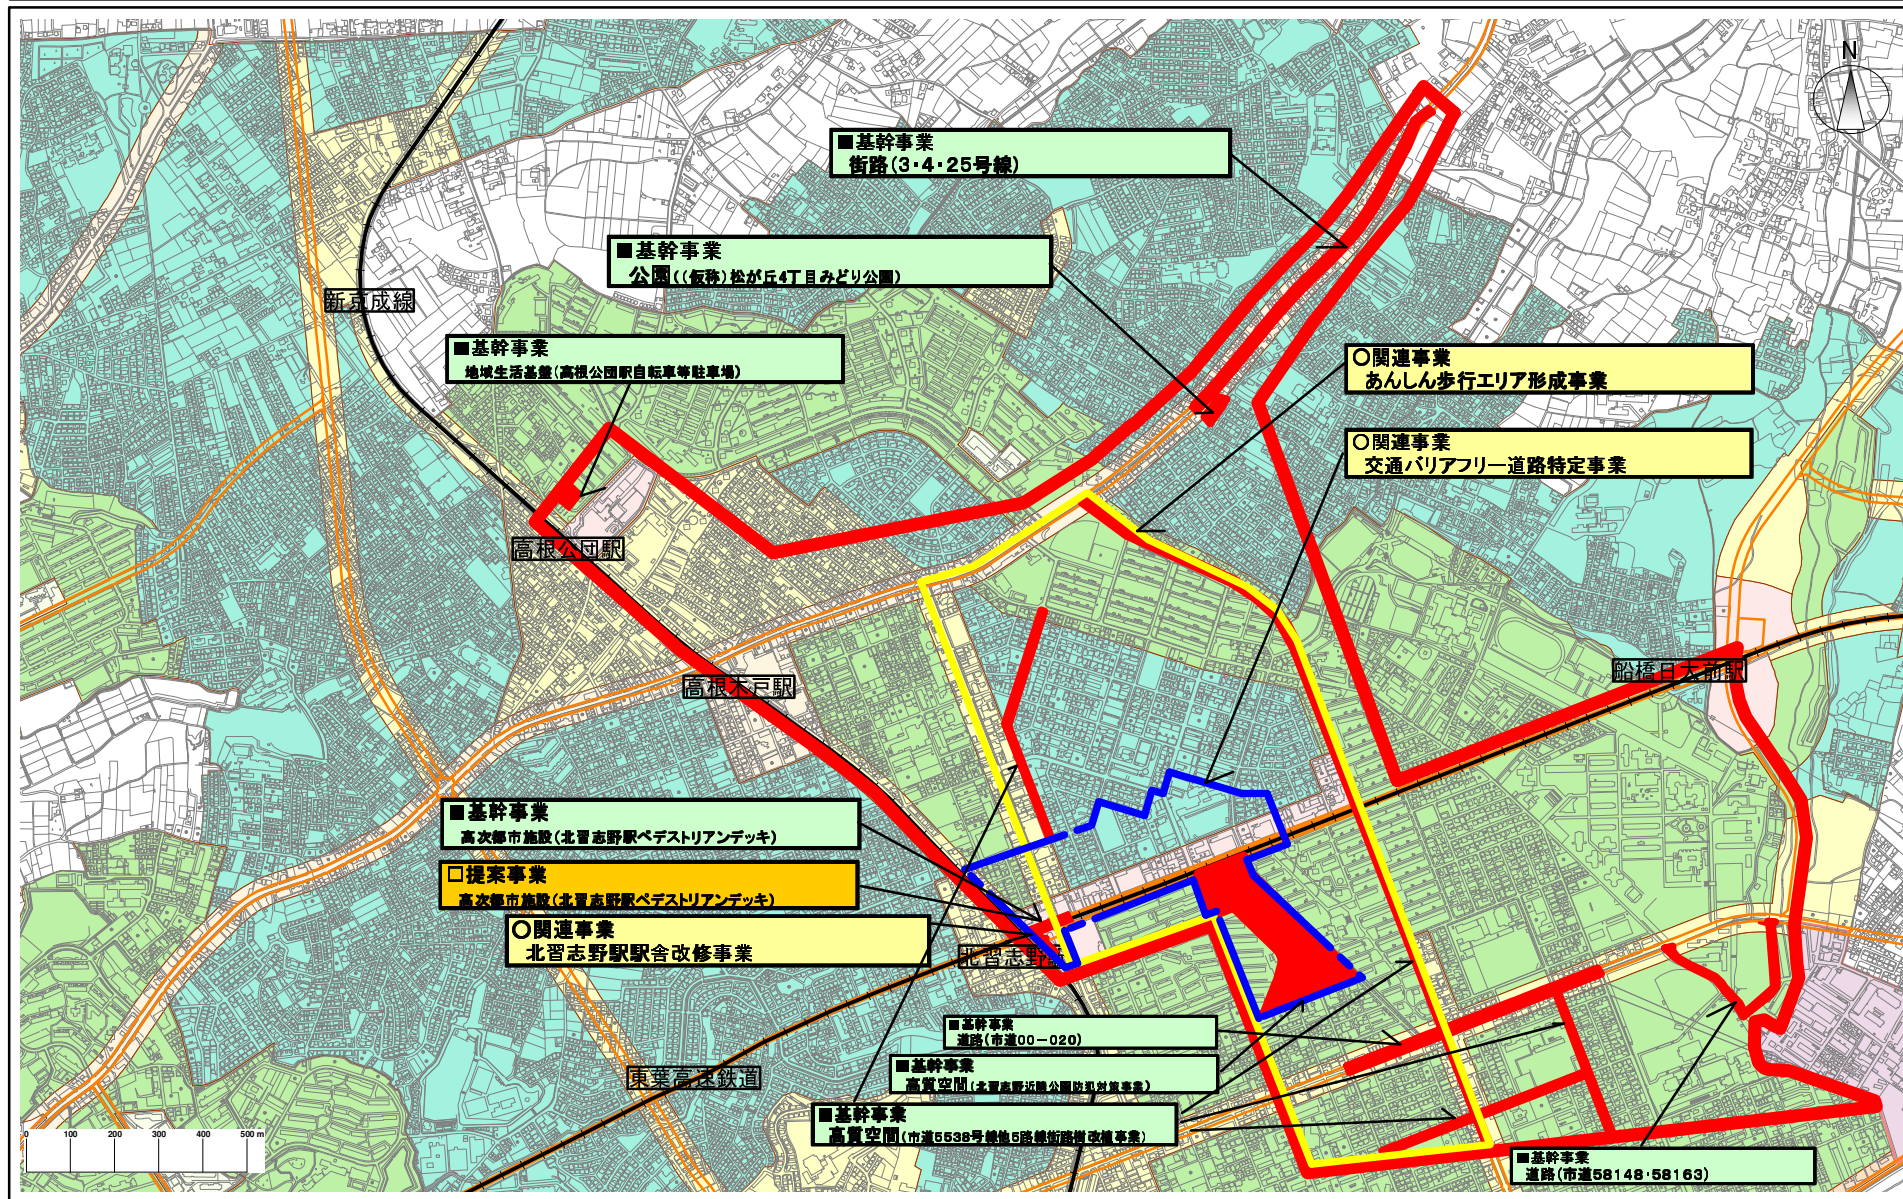 N
■基幹事業
街路(3・4・25号線)
■基幹事業
公園((仮称)松が丘4丁目みどり公園)
新京成線
■基幹事業
地域生活基盤(高根公団駅自転車等駐車場)
○関連事業
あんしん歩行エリア形成事業
○関連事業
交通バリアフリー道路特定事業
高根公団駅
高根木戸駅
船橋日大前駅
■基幹事業
高次都市施設(北習志野駅ペデストリアンデッキ)
□提案事業
高次都市施設(北習志野駅ペデストリアンデッキ)
○関連事業
北習志野駅駅舎改修事業
北習志野駅
■基幹事業
道路(市道00-020)
■基幹事業
高質空間(北習志野近隣公園防犯対策事業)
東葉高速鉄道
■基幹事業
高質空間(市道5538号線他5路線街路樹改植事業)
■基幹事業
道路(市道58148・58163)
0 100 200 300 400 500 m